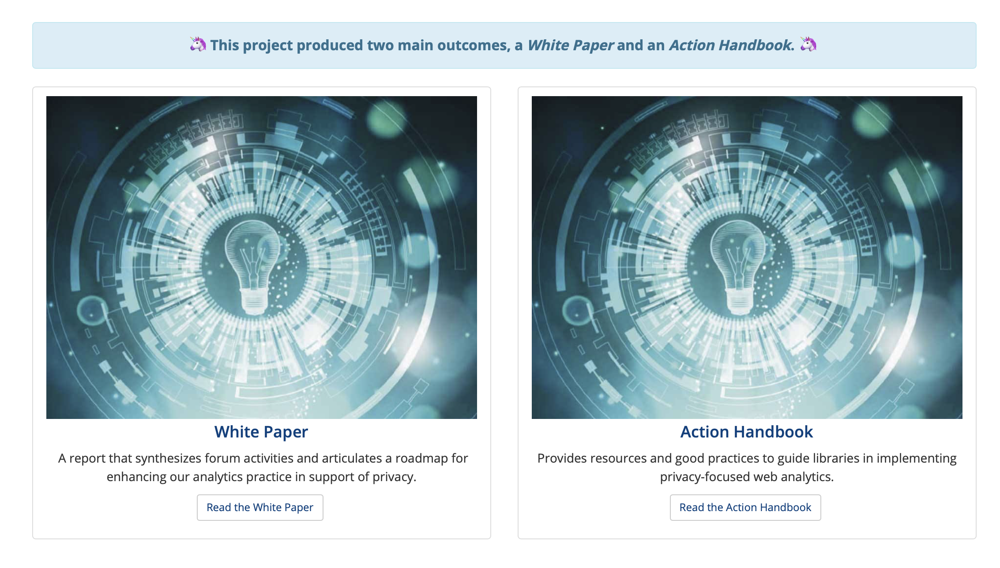 🦄 This project produced two main outcomes, a White Paper and an Action Handbook. 🦄
White Paper
A report that synthesizes forum activities and articulates a roadmap for
enhancing our analytics practice in support of privacy.
Read the White Paper
Action Handbook
Provides resources and good practices to guide libraries in implementing
privacy-focused web analytics.
Read the Action Handbook